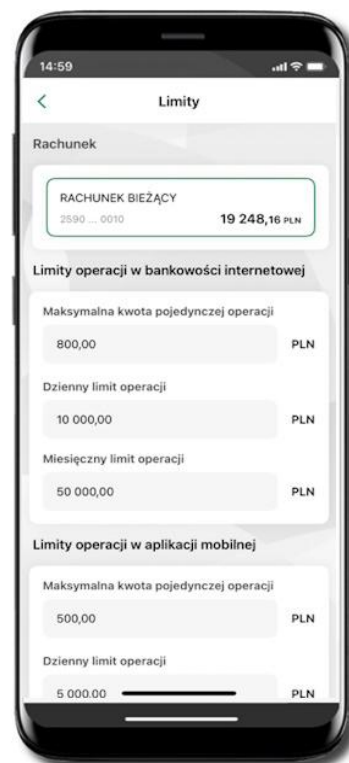 14:59
Limity
Rachunek
RACHUNEK BIEŻĄCY
2590 ... 0010 19 248,16 PLN
Limity operacji w bankowości internetowej
Maksymalna kwota pojedynczej operacji
800,00 PLN
Dzienny limit operacji
10 000,00 PLN
Miesięczny limit operacji
50 000,00 PLN
Limity operacji w aplikacji mobilnej
Maksymalna kwota pojedynczej operacji
500,00 PLN
Dzienny limit operacji
5 000,00 PLN